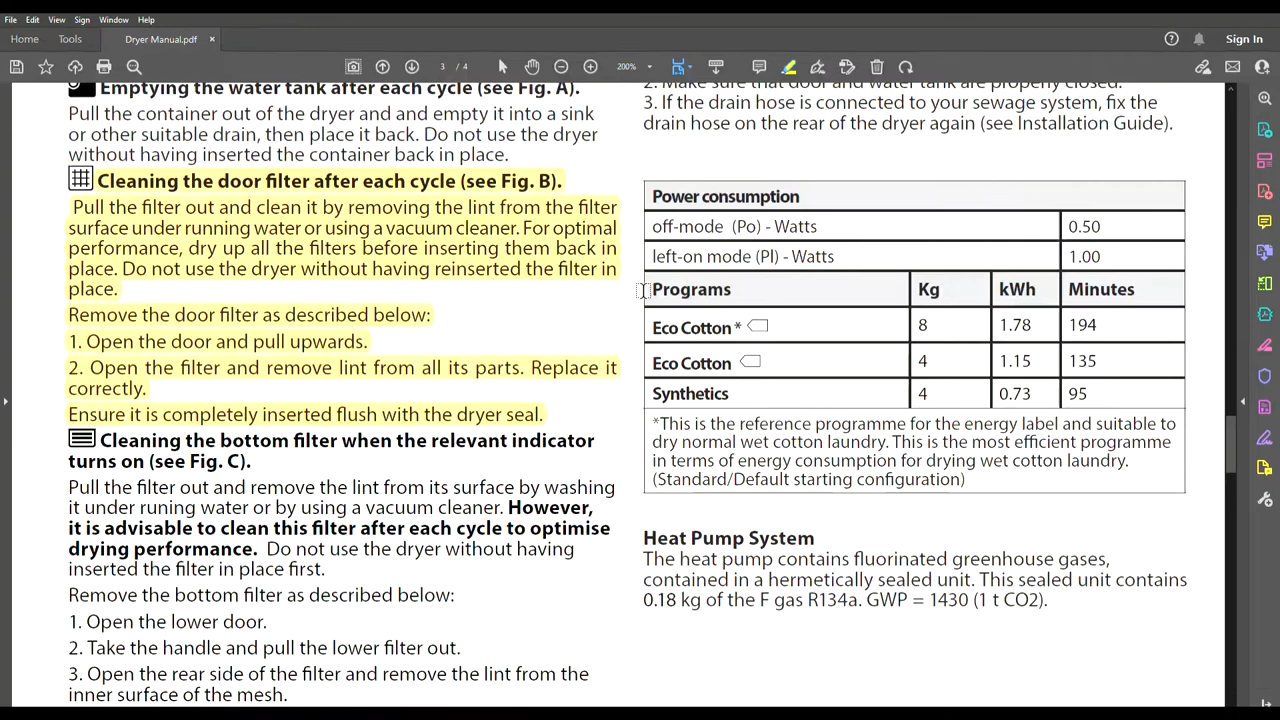 File Edit View Sign Window Help
Home Tools Dryer Manual.pdf × Sign In
3 / 4 200%
Emptying the water tank after each cycle (see Fig. A).
Pull the container out of the dryer and and empty it into a sink
or other suitable drain, then place it back. Do not use the dryer
without having inserted the container back in place.
Cleaning the door filter after each cycle (see Fig. B).
Pull the filter out and clean it by removing the lint from the filter
surface under running water or using a vacuum cleaner. For optimal
performance, dry up all the filters before inserting them back in
place. Do not use the dryer without having reinserted the filter in
place.
Remove the door filter as described below:
1. Open the door and pull upwards.
2. Open the filter and remove lint from all its parts. Replace it
correctly.
Ensure it is completely inserted flush with the dryer seal.
Cleaning the bottom filter when the relevant indicator
turns on (see Fig. C).
Pull the filter out and remove the lint from its surface by washing
it under runing water or by using a vacuum cleaner. However,
it is advisable to clean this filter after each cycle to optimise
drying performance. Do not use the dryer without having
inserted the filter in place first.
Remove the bottom filter as described below:
1. Open the lower door.
2. Take the handle and pull the lower filter out.
3. Open the rear side of the filter and remove the lint from the
inner surface of the mesh.
2. Make sure that door and water tank are properly closed.
3. If the drain hose is connected to your sewage system, fix the
drain hose on the rear of the dryer again (see Installation Guide).
Power consumption
off-mode (Po) - Watts 0.50
left-on mode (Pl) - Watts 1.00
Programs Kg kWh Minutes
Eco Cotton * 8 1.78 194
Eco Cotton 4 1.15 135
Synthetics 4 0.73 95
*This is the reference programme for the energy label and suitable to
dry normal wet cotton laundry. This is the most efficient programme
in terms of energy consumption for drying wet cotton laundry.
(Standard/Default starting configuration)
Heat Pump System
The heat pump contains fluorinated greenhouse gases,
contained in a hermetically sealed unit. This sealed unit contains
0.18 kg of the F gas R134a. GWP = 1430 (1 t CO2).